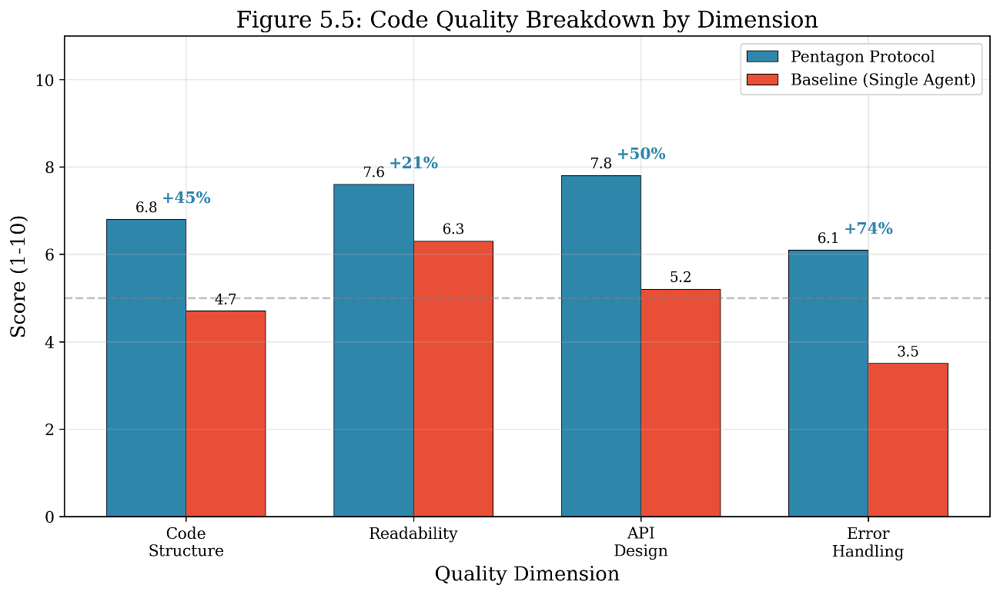 Figure 5.5: Code Quality Breakdown by Dimension
Pentagon Protocol
Baseline (Single Agent)
Score (1-10)
10
8
6
4
2
0
6.8
+45%
4.7
7.6
+21%
6.3
7.8
+50%
5.2
6.1
+74%
3.5
Code
Structure
Readability
API
Design
Error
Handling
Quality Dimension